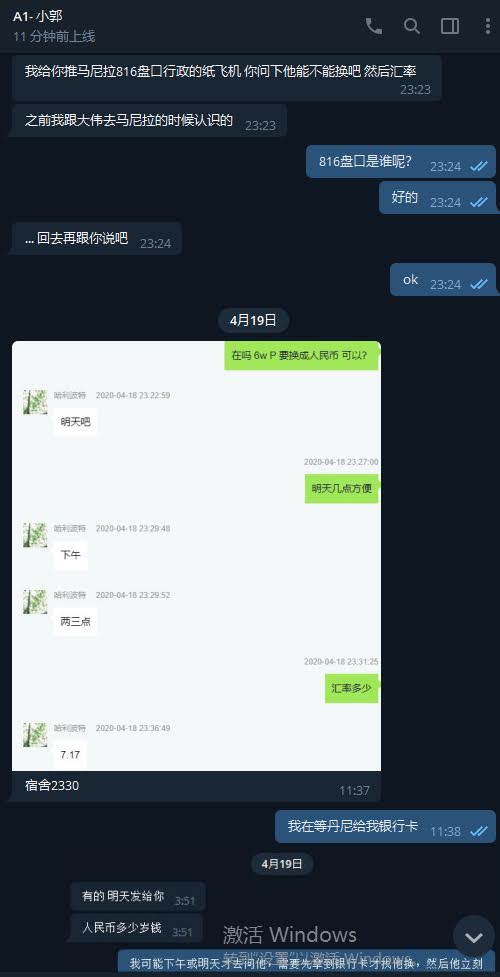 A1- 小郭
11 分钟前上线
我给你推马尼拉816盘口行政的纸飞机 你问下他能不能换吧 然后汇率
23:23
之前我跟大伟去马尼拉的时候认识的 23:23
816盘口是谁呢? 23:24
好的 23:24
... 回去再跟你说吧 23:24
ok 23:24
4月19日
在吗 6w P 要换成人民币 可以?
哈利波特 2020-04-18 23:22:59
明天吧
2020-04-18 23:27:00
明天几点方便
哈利波特 2020-04-18 23:29:48
下午
哈利波特 2020-04-18 23:29:52
两三点
2020-04-18 23:31:25
汇率多少
哈利波特 2020-04-18 23:36:49
7.17
宿舍2330 11:37
我在等丹尼给我银行卡 11:38
4月19日
有的 明天发给你 3:51
人民币多少岁钱 3:51
激活 Windows
转到“设置”以激活 Windows。
我可能下午或明天才去问他，需要先拿到银行卡才找他换，然后他立刻